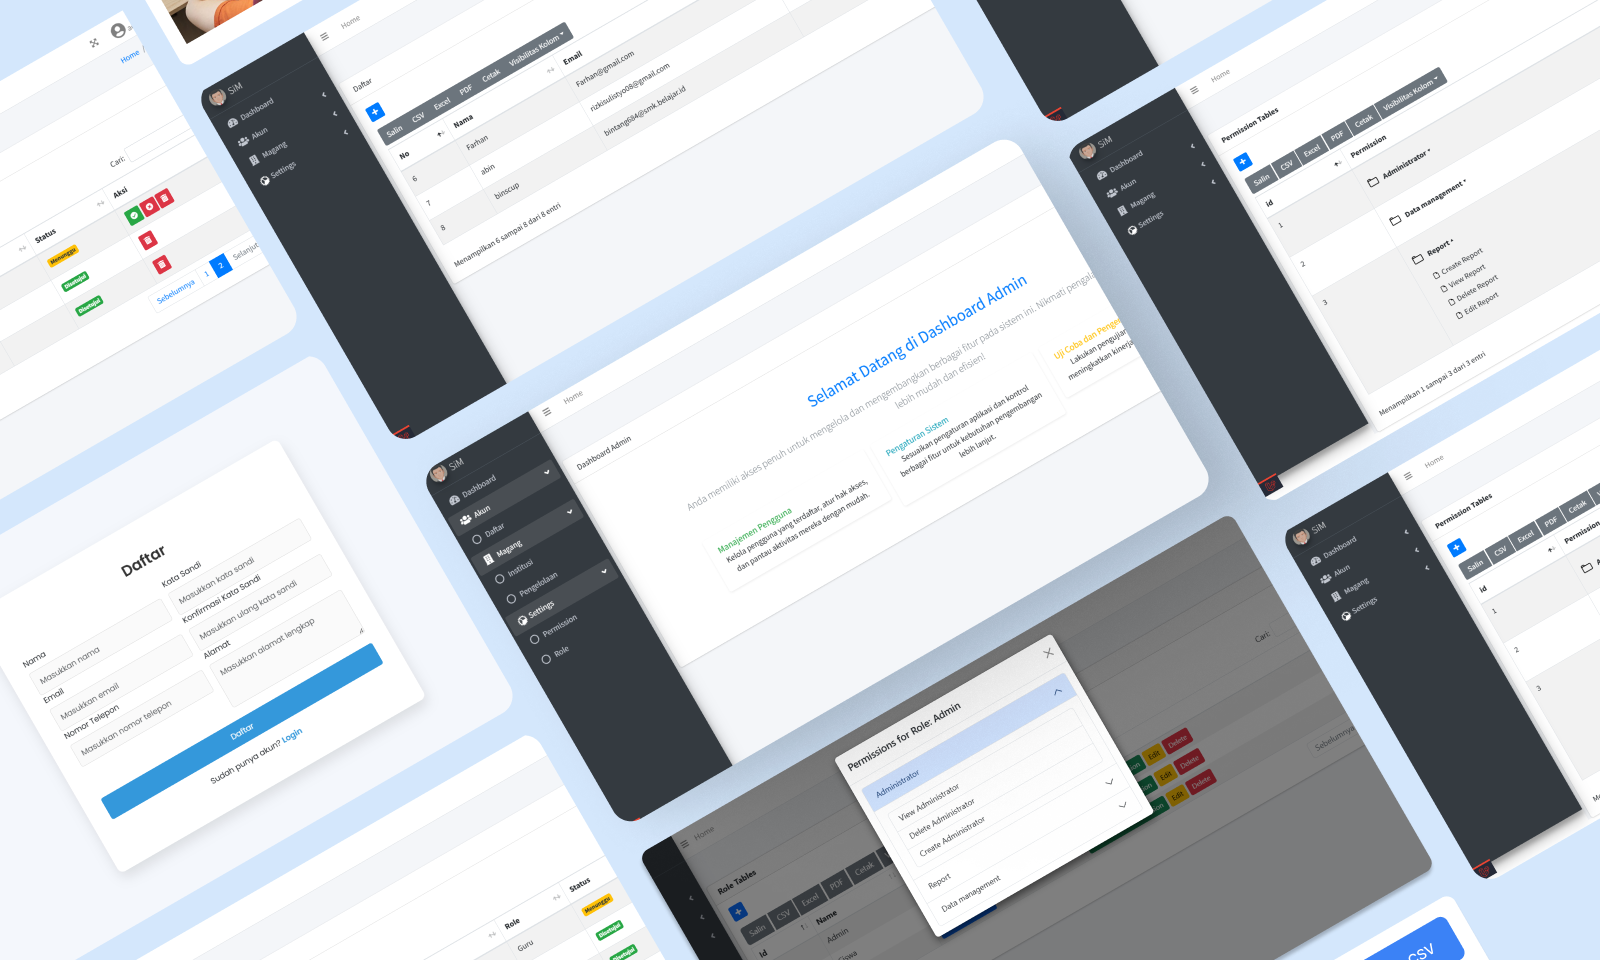 Home /
Cari:
Status
Aksi
Menunggu
Disetujui
Disetujui
Sebelumnya
1
2
Selanjut
SiM
Dashboard
Akun
Magang
Settings
Home
Daftar
+
Salin
CSV
Excel
PDF
Cetak
Visibilitas Kolom
No
Nama
Email
6
Farhan
Farhan@gmail.com
7
abin
rizkisulistyo08@gmail.com
8
binscup
bintang684@smk.belajar.id
Menampilkan 6 sampai 8 dari 8 entri
SiM
Dashboard
Akun
Magang
Settings
Home
Permission Tables
+
Salin
CSV
Excel
PDF
Cetak
Visibilitas Kolom
id
Permission
1
Administrator
2
Data management
3
Report
Create Report
View Report
Delete Report
Edit Report
Menampilkan 1 sampai 3 dari 3 entri
SiM
Dashboard
Akun
Daftar
Magang
Institusi
Pengelolaan
Settings
Permission
Role
Home
Dashboard Admin
Selamat Datang di Dashboard Admin
Anda memiliki akses penuh untuk mengelola dan mengembangkan berbagai fitur pada sistem ini. Nikmati pengala
lebih mudah dan efisien!
Manajemen Pengguna
Kelola pengguna yang terdaftar, atur hak akses,
dan pantau aktivitas mereka dengan mudah.
Pengaturan Sistem
Sesuaikan pengaturan aplikasi dan kontrol
berbagai fitur untuk kebutuhan pengembangan
lebih lanjut.
Uji Coba dan Penge
Lakukan pengujian
meningkatkan kinerja
Daftar
Nama
Masukkan nama
Email
Masukkan email
Nomor Telepon
Masukkan nomor telepon
Kata Sandi
Masukkan kata sandi
Konfirmasi Kata Sandi
Masukkan ulang kata sandi
Alamat
Masukkan alamat lengkap
Daftar
Sudah punya akun? Login
SiM
Dashboard
Akun
Magang
Settings
Home
Permission Tables
+
Salin
CSV
Excel
PDF
Cetak
id
Permission
1
2
3
Role
Status
Guru
Menunggu
Disetujui
Disetujui
Home
Role Tables
+
Salin
CSV
Excel
PDF
Cetak
Id
Name
Admin
Siswa
Cari:
Edit
Delete
Edit
Delete
Edit
Delete
Sebelumnya
Permissions for Role: Admin
Administrator
View Administrator
Delete Administrator
Create Administrator
Report
Data management
CSV